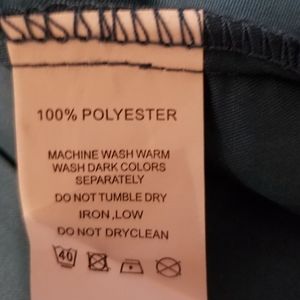 100% POLYESTER
MACHINE WASH WARM
WASH DARK COLORS
SEPARATELY
DO NOT TUMBLE DRY
IRON ,LOW
DO NOT DRYCLEAN
40